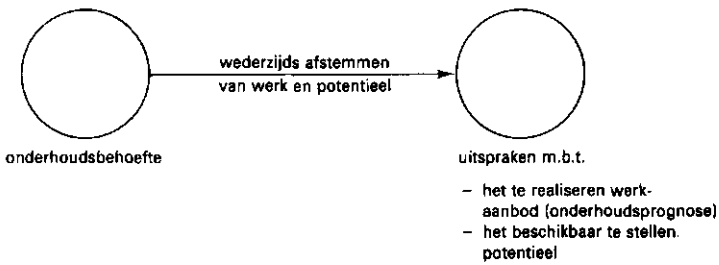 wederzijds afstemmen
van werk en potentieel
onderhoudsbehoefte
uitspraken m.b.t.
– het te realiseren werk-
aanbod (onderhoudsprognose)
– het beschikbaar te stellen.
potentieel